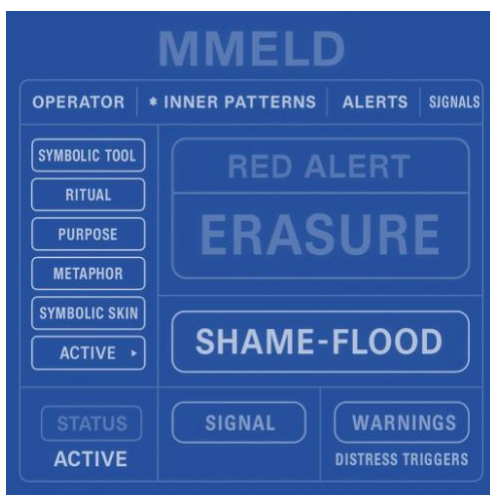 MMELD
OPERATOR * INNER PATTERNS ALERTS SIGNALS
SYMBOLIC TOOL
RITUAL
PURPOSE
METAPHOR
SYMBOLIC SKIN
ACTIVE ▸
RED ALERT
ERASURE
SHAME-FLOOD
STATUS
ACTIVE
SIGNAL
WARNINGS
DISTRESS TRIGGERS